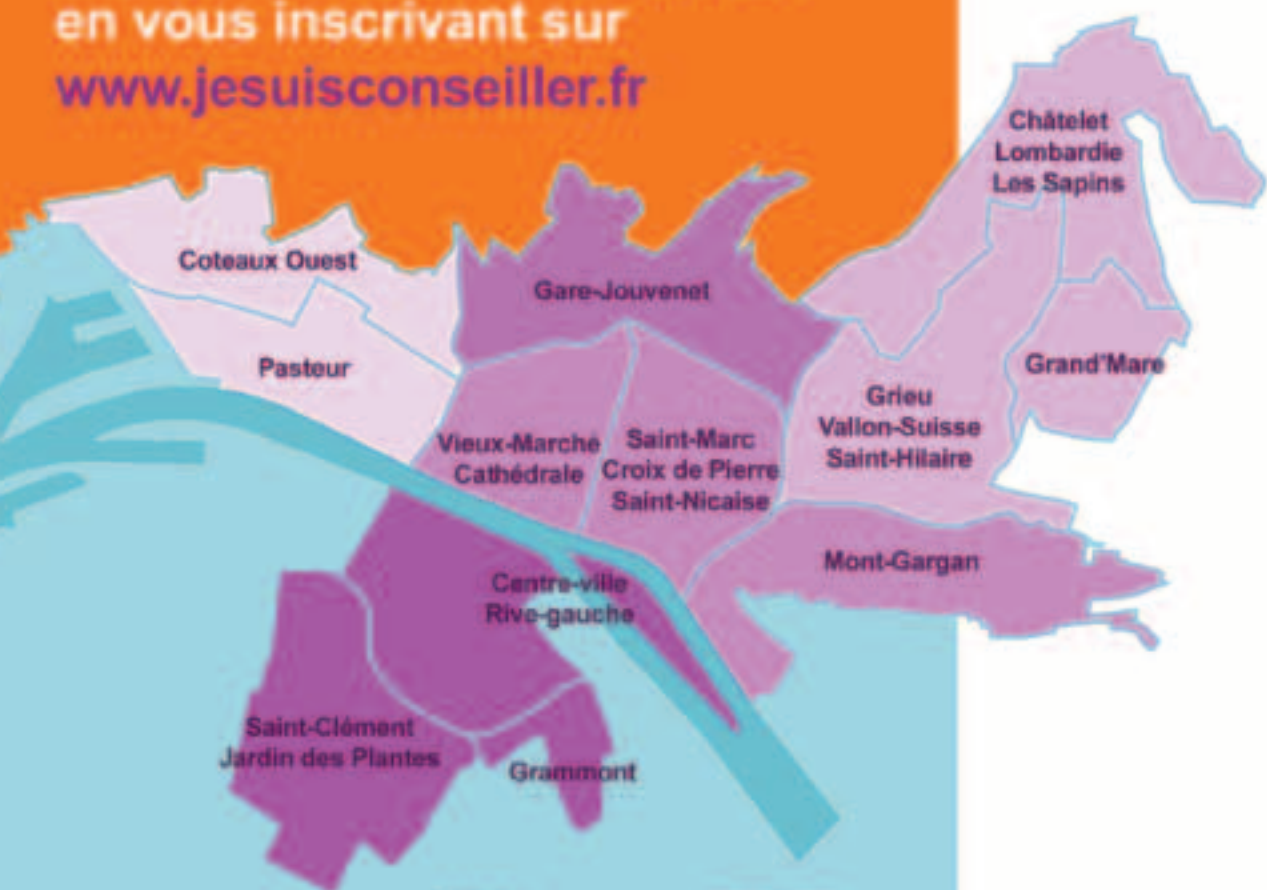 en vous inscrivant sur
www.jesuisconseiller.fr
Châtelet
Lombardie
Les Sapins
Coteaux Ouest
Gare-Jouvenet
Pasteur
Grand'Mare
Grieu
Vallon-Suisse
Saint-Hilaire
Vieux-Marché
Cathédrale
Saint-Marc
Croix de Pierre
Saint-Nicaise
Mont-Gargan
Centre-ville
Rive-gauche
Saint-Clément
Jardin des Plantes
Grammont